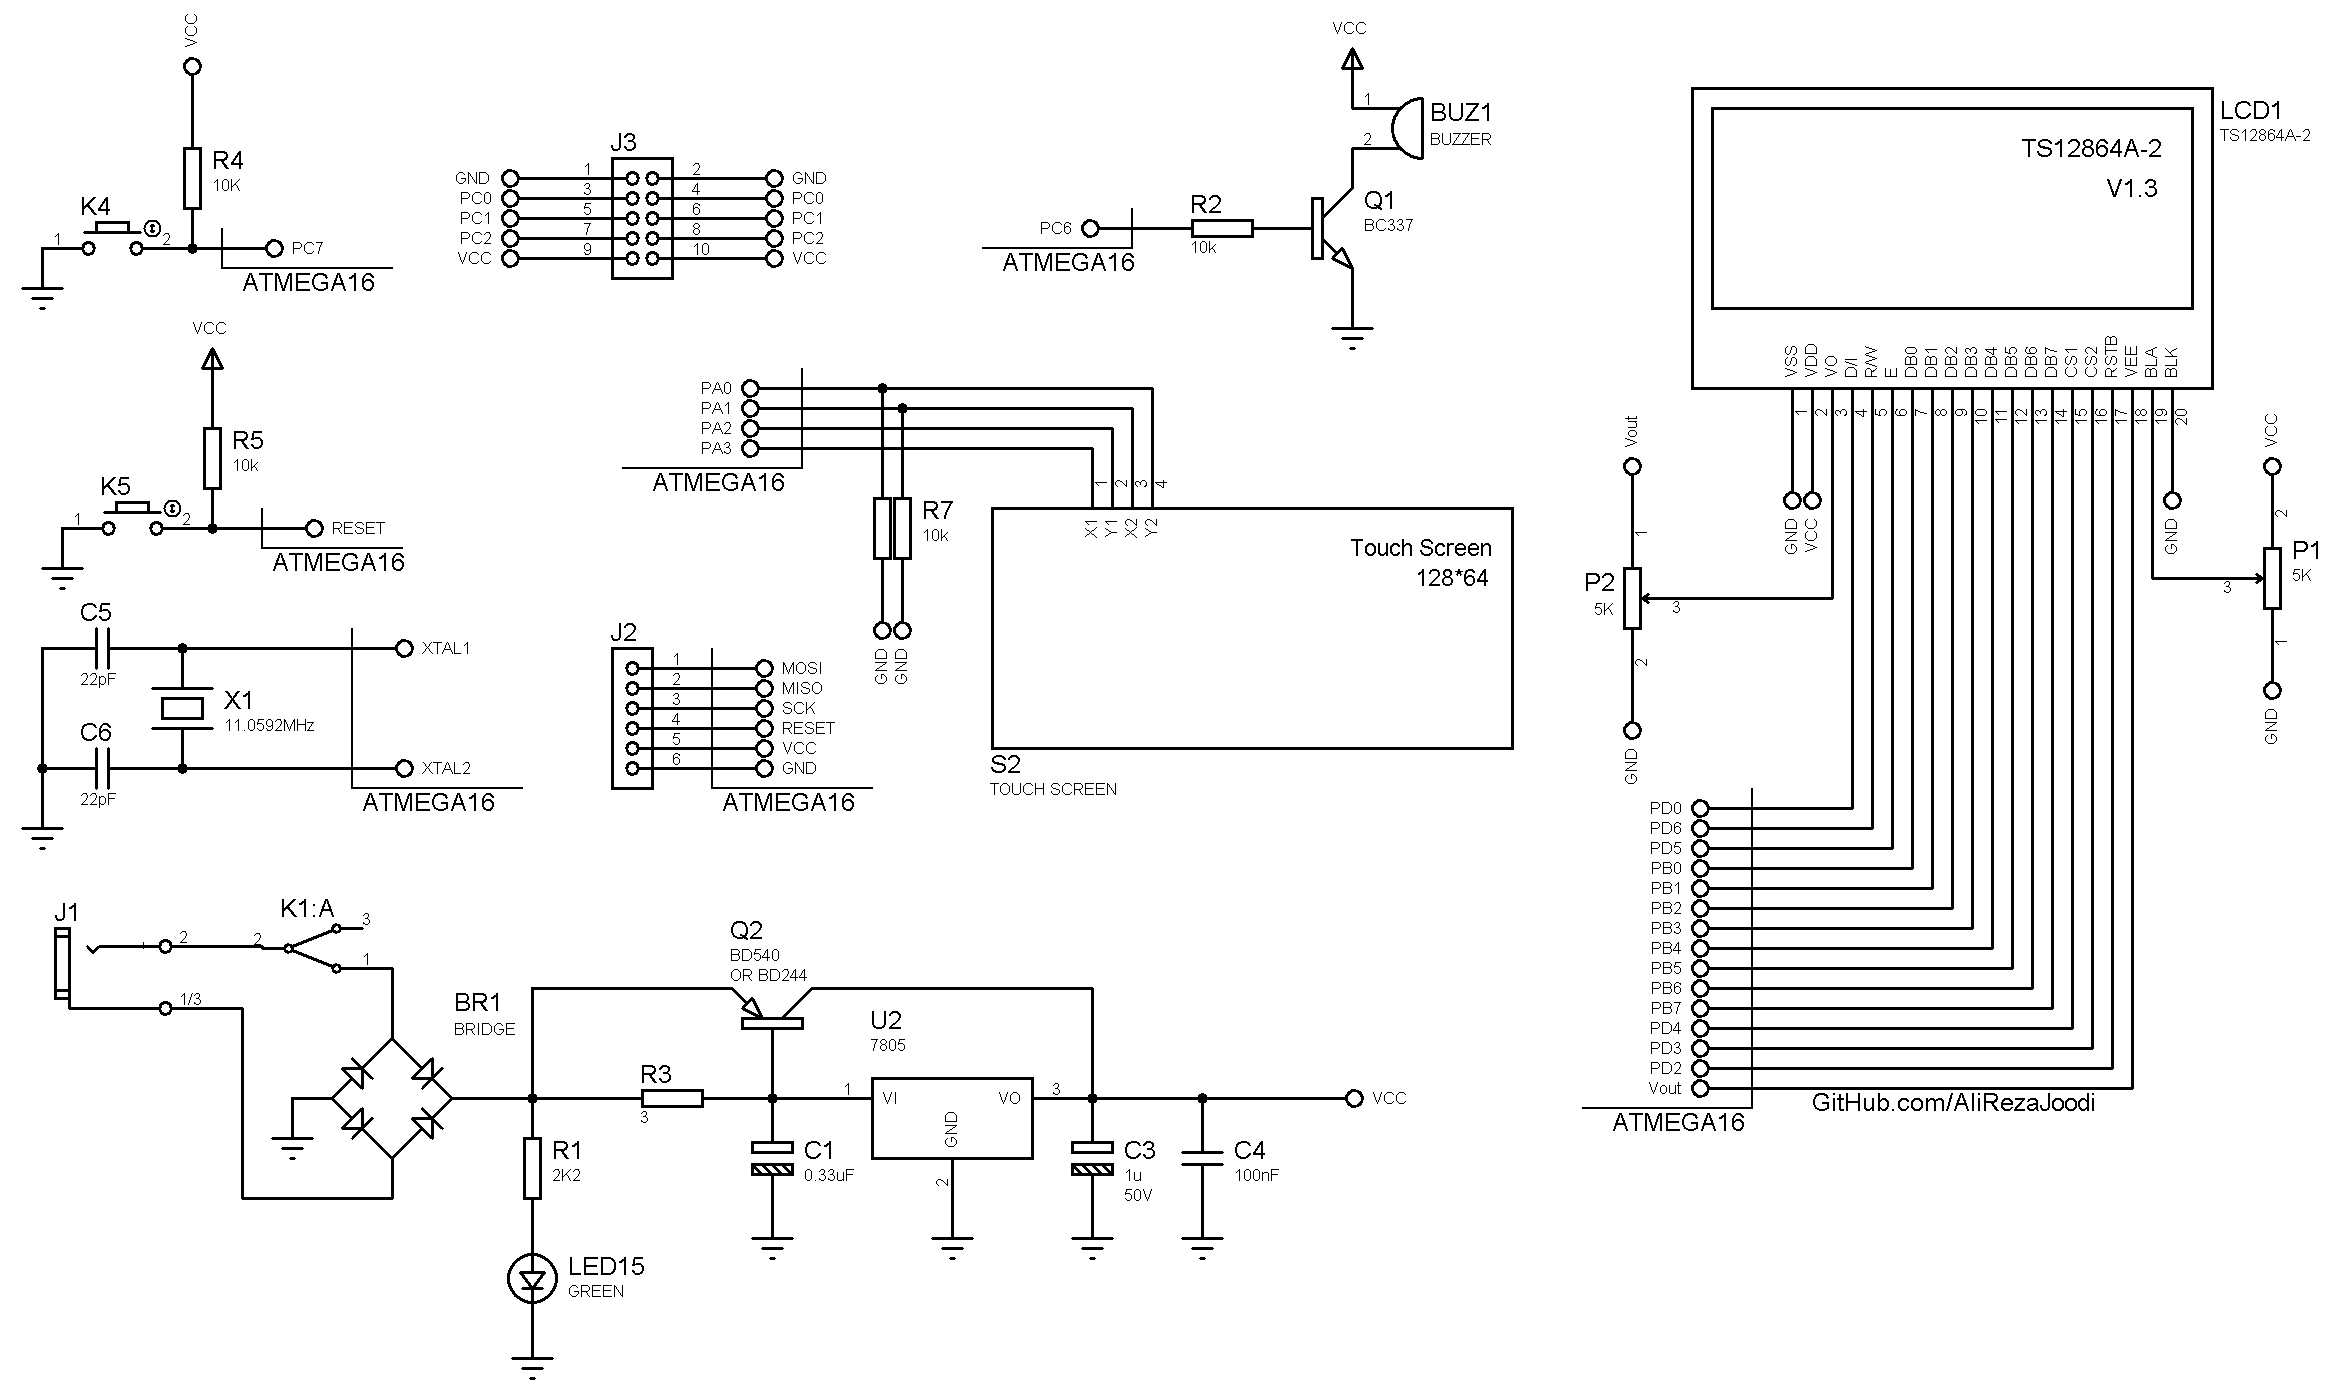 VCC
R4
10K
K4
1
2
PC7
ATMEGA16
J3
GND 1 2 GND
PC0 3 4 PC0
PC1 5 6 PC1
PC2 7 8 PC2
VCC 9 10 VCC
VCC
1
2
BUZ1
BUZZER
Q1
BC337
R2
10k
PC6
ATMEGA16
LCD1
TS12864A-2
TS12864A-2
V1.3
VSS VDD VO D/I R/W E DB0 DB1 DB2 DB3 DB4 DB5 DB6 DB7 CS1 CS2 RSTB VEE BLA BLK
1 2 3 4 5 6 7 8 9 10 11 12 13 14 15 16 17 18 19 20
GND
VCC
GND
Vout
1
P2
5K
3
2
GND
VCC
2
P1
5K
3
1
GND
VCC
R5
10k
K5
1
2
RESET
ATMEGA16
PA0
PA1
PA2
PA3
ATMEGA16
R7
10k
GND
GND
1 2 3 4
X1 Y1 X2 Y2
Touch Screen
128*64
S2
TOUCH SCREEN
C5
22pF
X1
11.0592MHz
C6
22pF
XTAL1
XTAL2
ATMEGA16
J2
1 MOSI
2 MISO
3 SCK
4 RESET
5 VCC
6 GND
ATMEGA16
PD0
PD6
PD5
PB0
PB1
PB2
PB3
PB4
PB5
PB6
PB7
PD4
PD3
PD2
Vout
ATMEGA16
GitHub.com/AliRezaJoodi
J1
+
2
1/3
K1:A
2
3
1
BR1
BRIDGE
Q2
BD540
OR BD244
R3
3
U2
7805
1
VI
VO
3
GND
2
VCC
R1
2K2
C1
0.33uF
C3
1u
50V
C4
100nF
LED15
GREEN